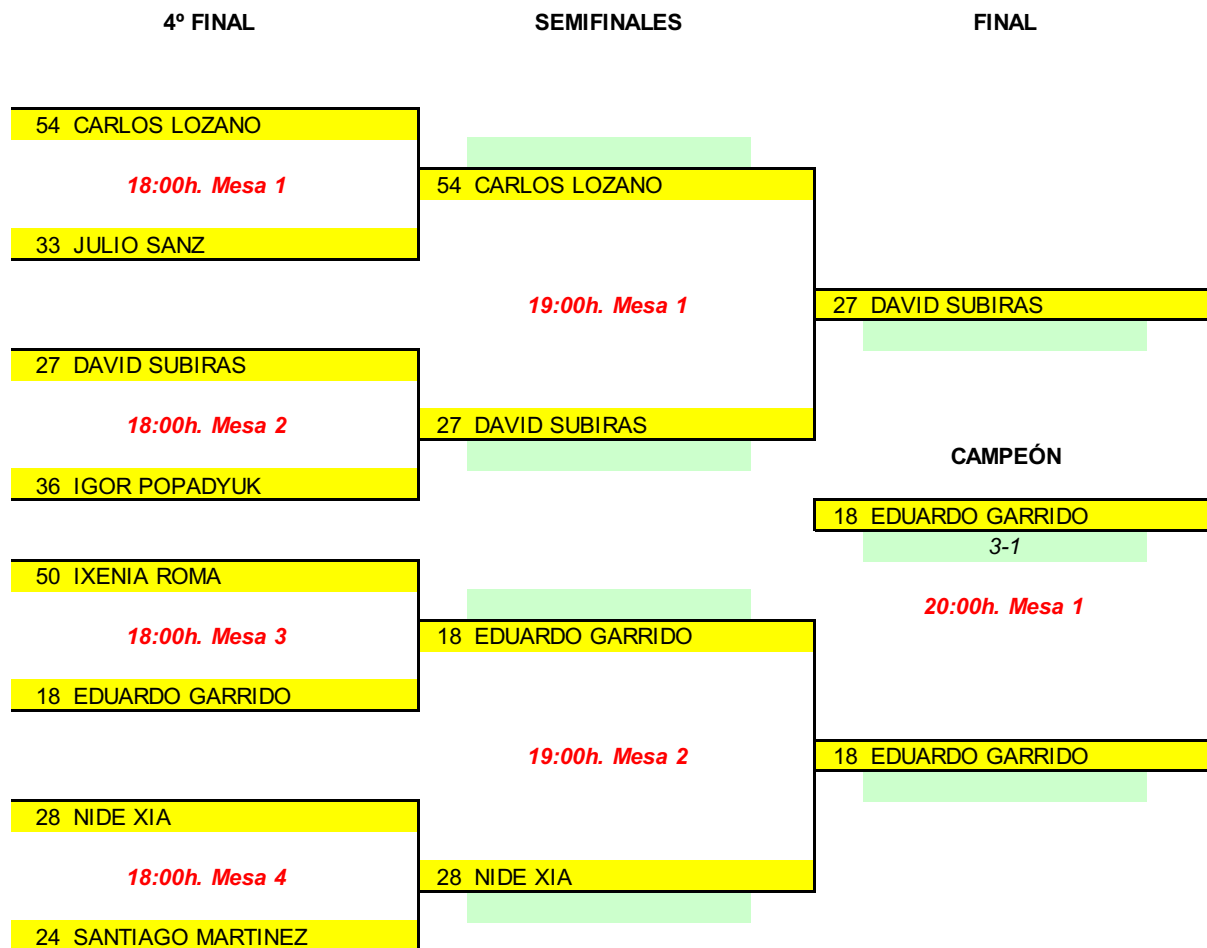 4º FINAL
SEMIFINALES
FINAL
54 CARLOS LOZANO
18:00h. Mesa 1
54 CARLOS LOZANO
33 JULIO SANZ
19:00h. Mesa 1
27 DAVID SUBIRAS
27 DAVID SUBIRAS
18:00h. Mesa 2
27 DAVID SUBIRAS
CAMPEÓN
36 IGOR POPADYUK
18 EDUARDO GARRIDO
3-1
50 IXENIA ROMA
20:00h. Mesa 1
18:00h. Mesa 3
18 EDUARDO GARRIDO
18 EDUARDO GARRIDO
19:00h. Mesa 2
18 EDUARDO GARRIDO
28 NIDE XIA
18:00h. Mesa 4
28 NIDE XIA
24 SANTIAGO MARTINEZ